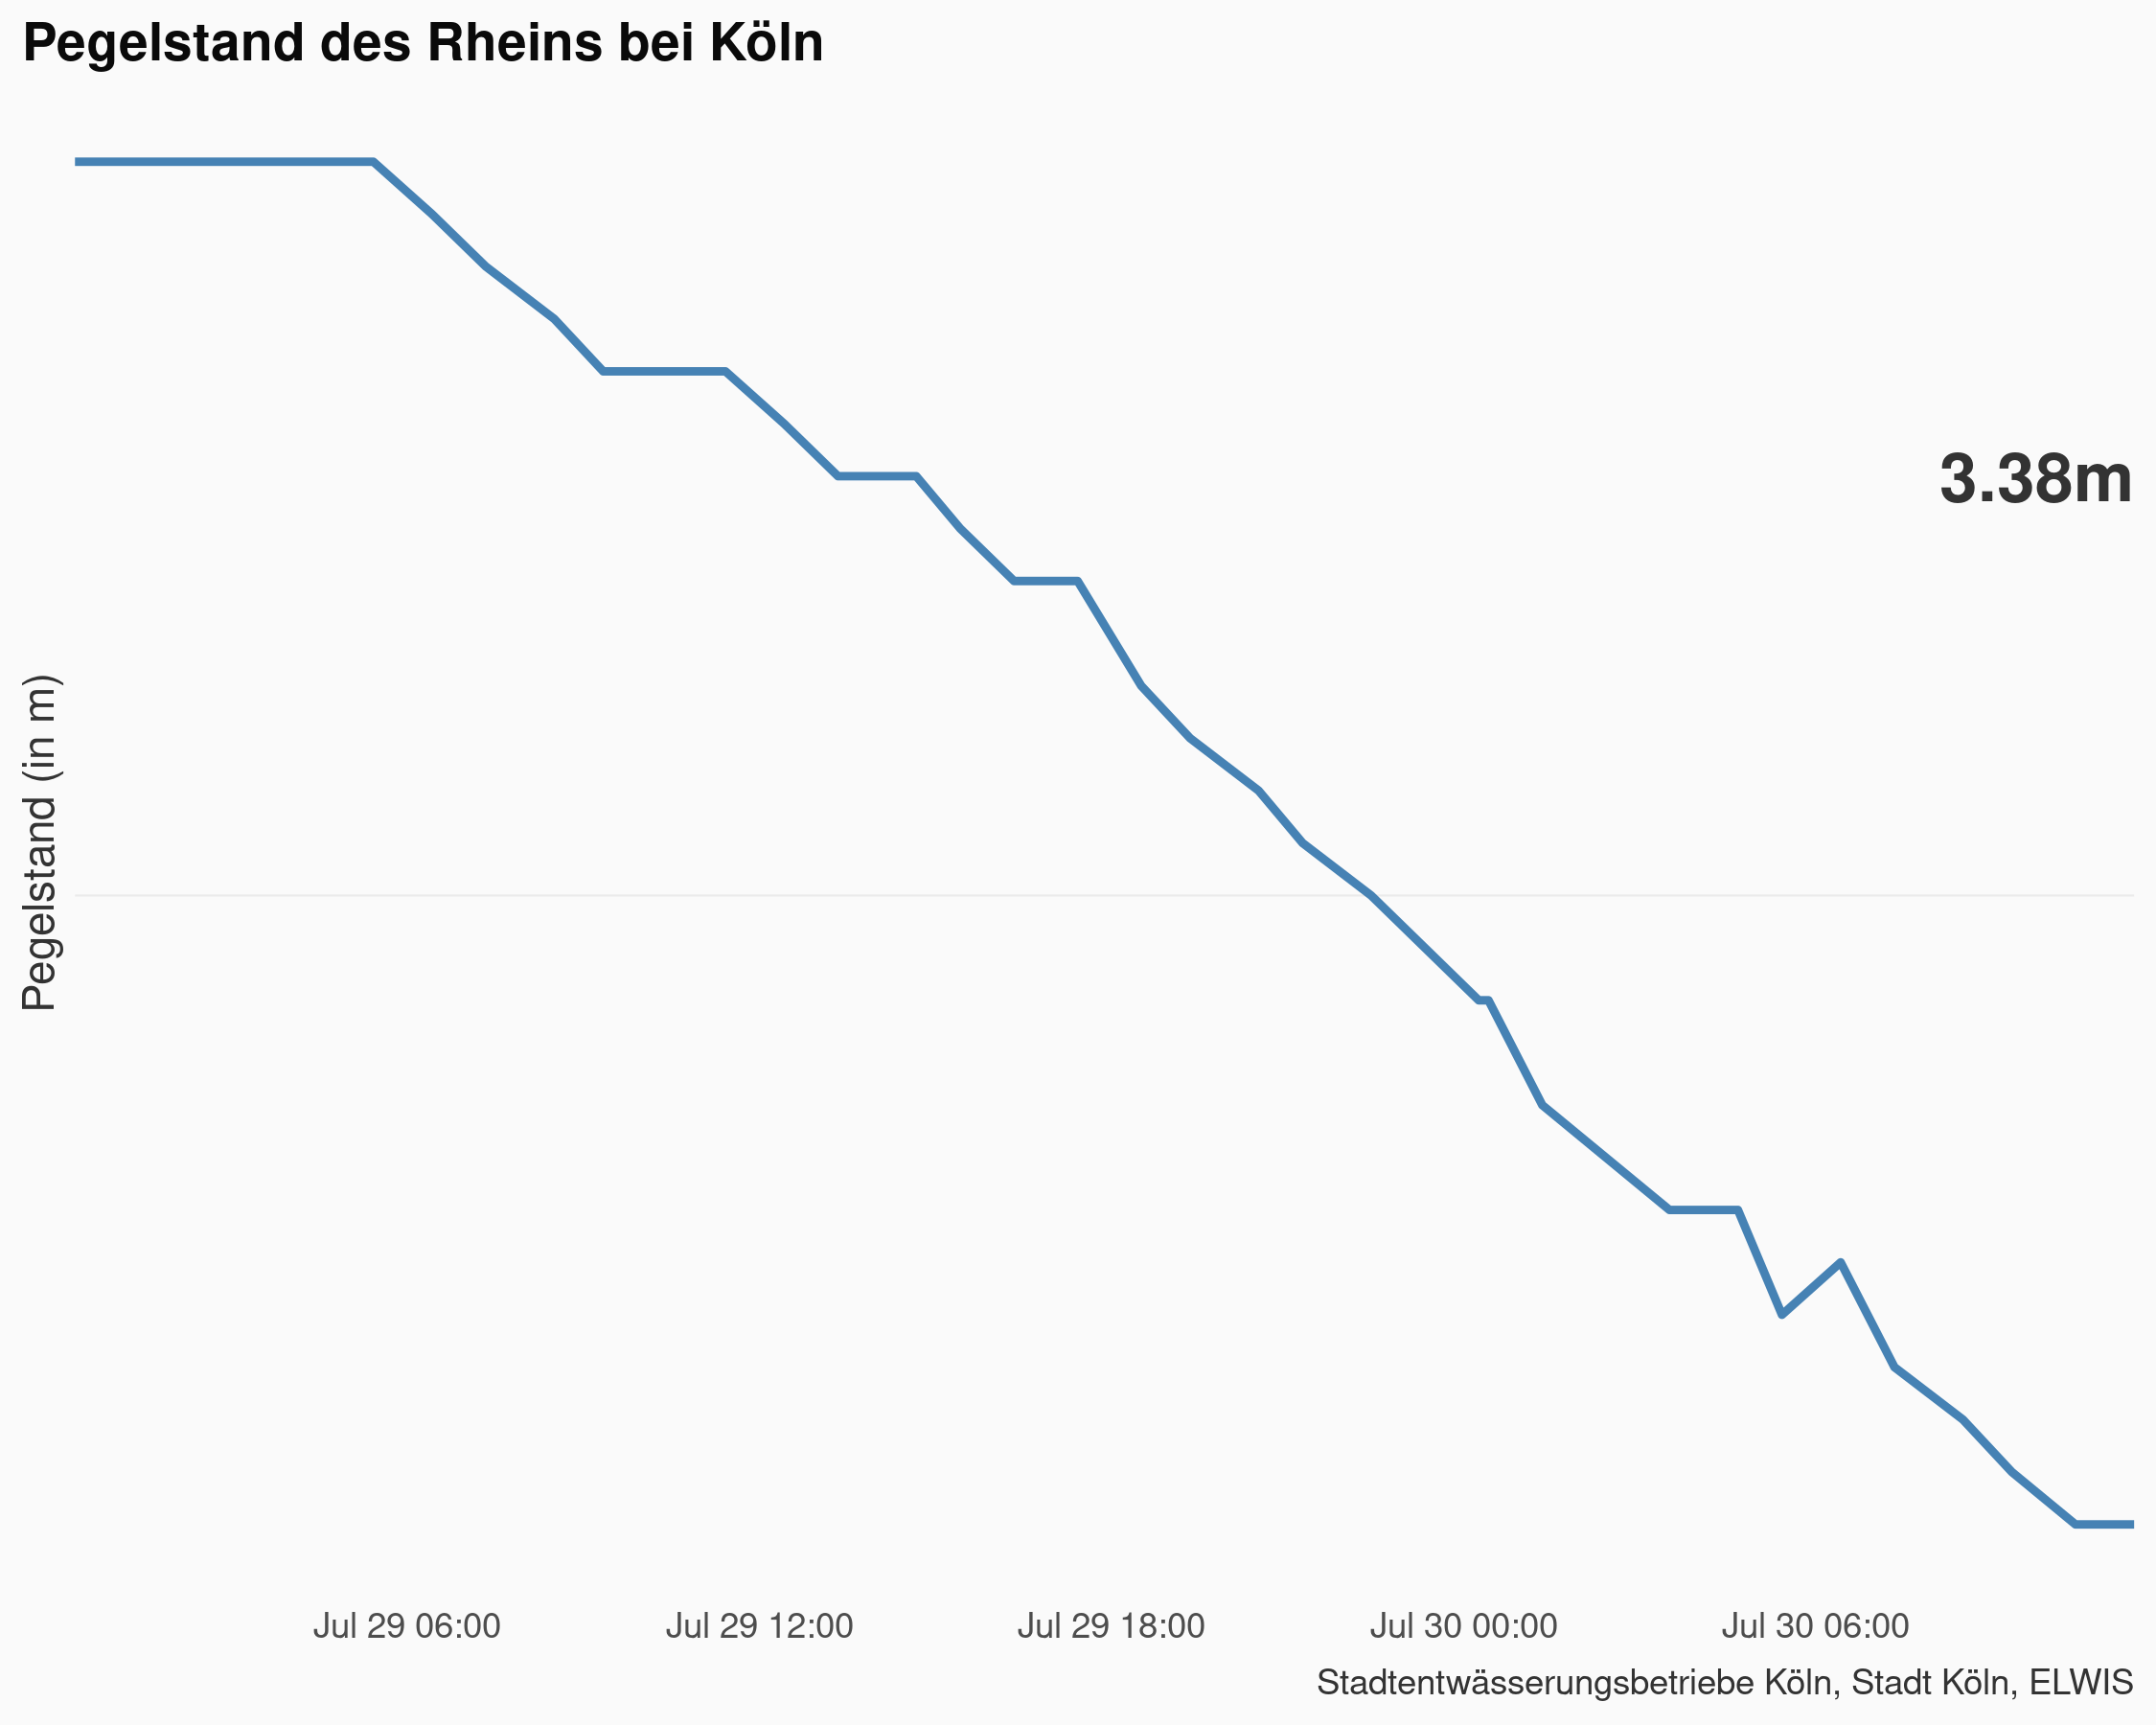 Pegelstand des Rheins bei Köln
3.38m
Pegelstand (in m)
Jul 29 06:00 Jul 29 12:00 Jul 29 18:00 Jul 30 00:00 Jul 30 06:00
Stadtentwässerungsbetriebe Köln, Stadt Köln, ELWIS